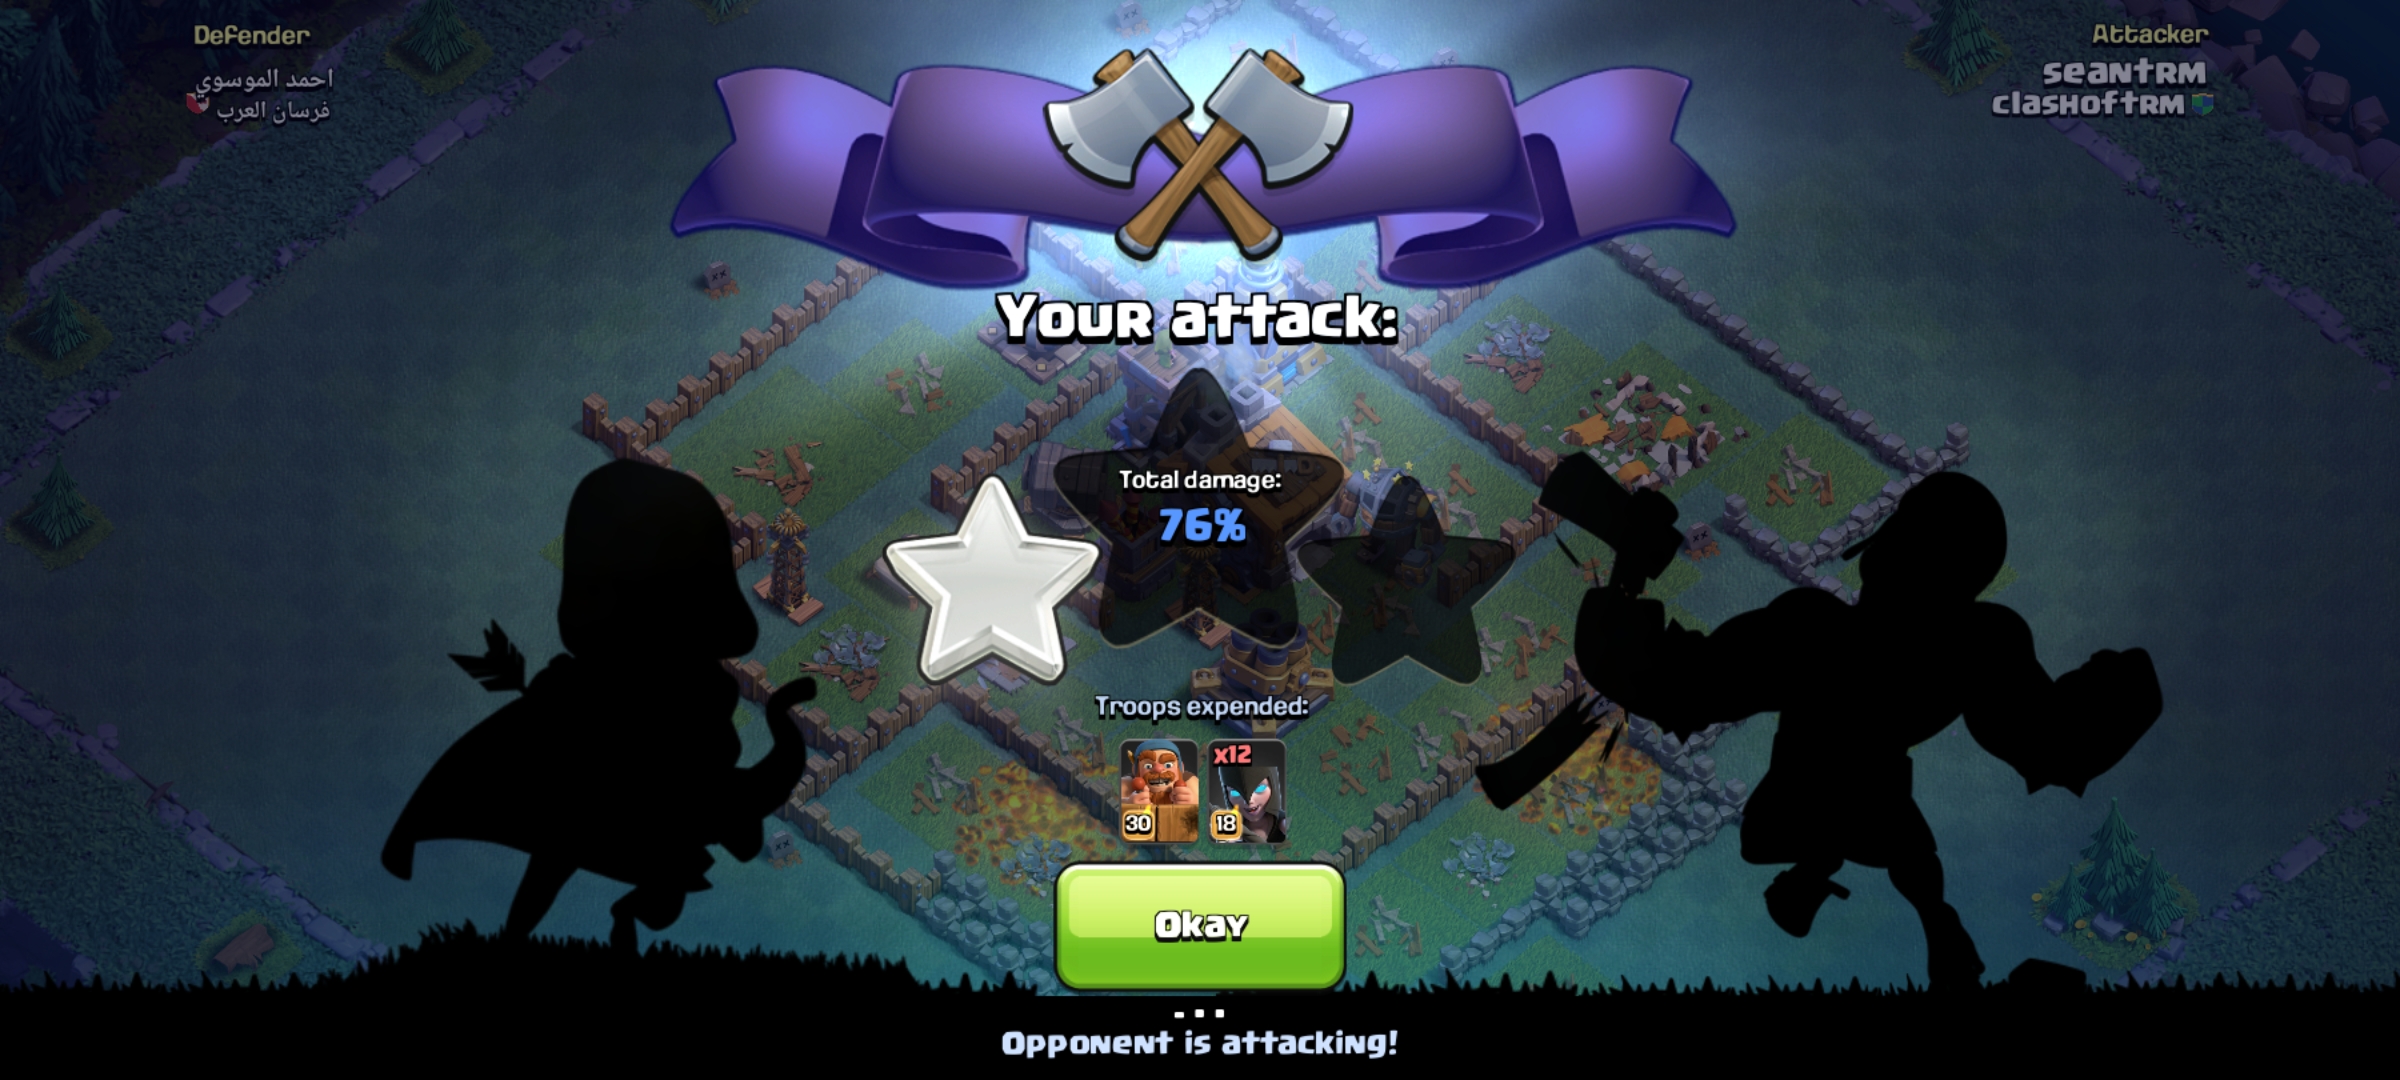 Defender
احمد الموسوي
فرسان العرب
Attacker
seantRM
clashoftRM
Your attack:
Total damage:
76%
Troops expended:
x12
30
18
Okay
Opponent is attacking!